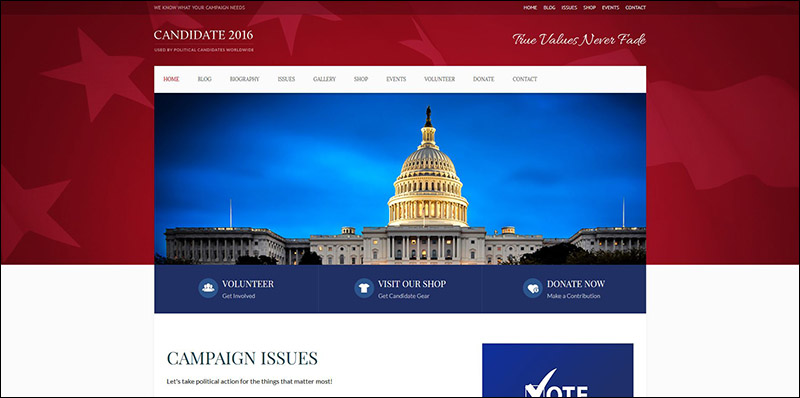 WE KNOW WHAT YOUR CAMPAIGN NEEDS
HOME BLOG ISSUES SHOP EVENTS CONTACT
CANDIDATE 2016
True Values Never Fade
USED BY POLITICAL CANDIDATES WORLDWIDE
HOME BLOG BIOGRAPHY ISSUES GALLERY SHOP EVENTS VOLUNTEER DONATE CONTACT
VOLUNTEER
Get Involved
VISIT OUR SHOP
Get Candidate Gear
DONATE NOW
Make a Contribution
CAMPAIGN ISSUES
Let's take political action for the things that matter most!
VOTE